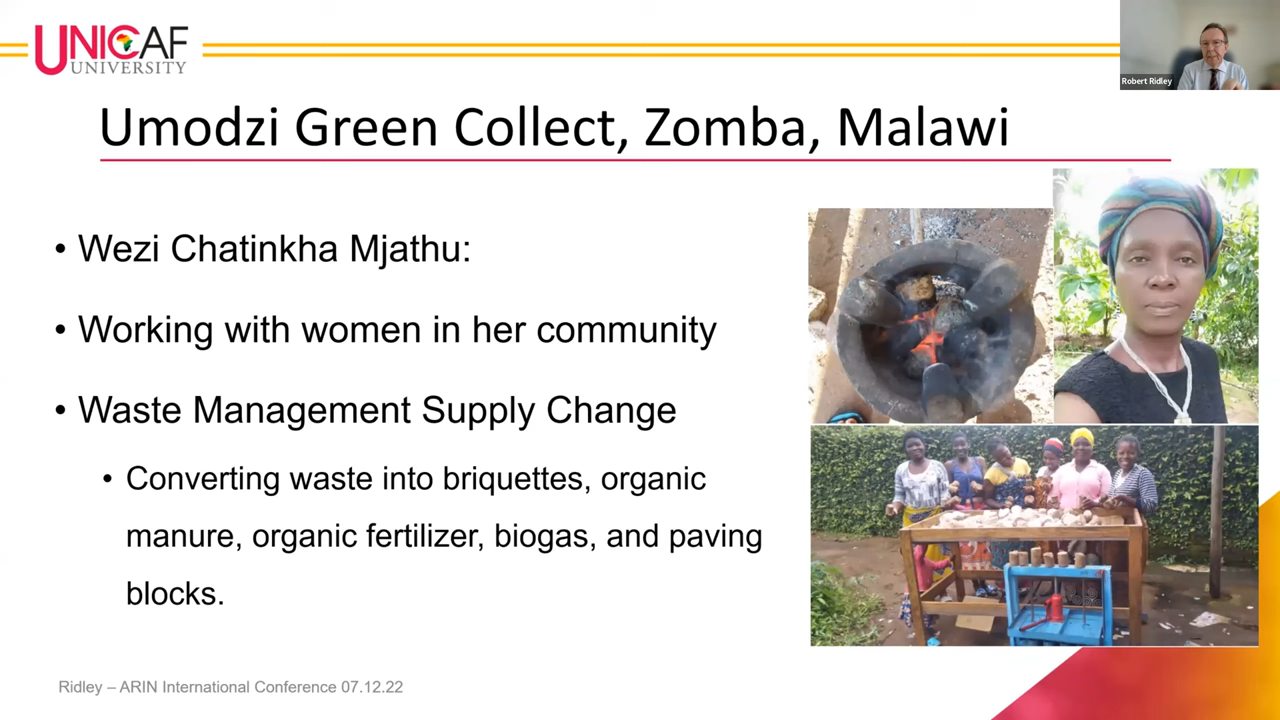 UNICAF
UNIVERSITY
Robert Ridley
Umodzi Green Collect, Zomba, Malawi
• Wezi Chatinkha Mjathu:
• Working with women in her community
• Waste Management Supply Change
• Converting waste into briquettes, organic
manure, organic fertilizer, biogas, and paving
blocks.
Ridley – ARIN International Conference 07.12.22